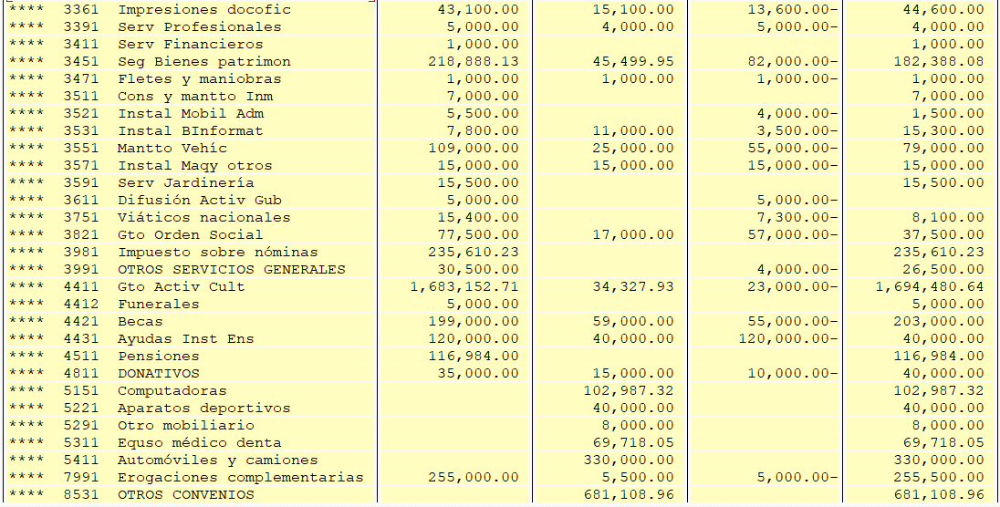 **** 3361 Impresiones docofic 43,100.00 15,100.00 13,600.00- 44,600.00
**** 3391 Serv Profesionales 5,000.00 4,000.00 5,000.00- 4,000.00
**** 3411 Serv Financieros 1,000.00 1,000.00
**** 3451 Seg Bienes patrimon 218,888.13 45,499.95 82,000.00- 182,388.08
**** 3471 Fletes y maniobras 1,000.00 1,000.00 1,000.00- 1,000.00
**** 3511 Cons y mantto Inm 7,000.00 7,000.00
**** 3521 Instal Mobil Adm 5,500.00 4,000.00- 1,500.00
**** 3531 Instal BInformat 7,800.00 11,000.00 3,500.00- 15,300.00
**** 3551 Mantto Vehíc 109,000.00 25,000.00 55,000.00- 79,000.00
**** 3571 Instal Maqy otros 15,000.00 15,000.00 15,000.00- 15,000.00
**** 3591 Serv Jardinería 15,500.00 15,500.00
**** 3611 Difusión Activ Gub 5,000.00 5,000.00-
**** 3751 Viáticos nacionales 15,400.00 7,300.00- 8,100.00
**** 3821 Gto Orden Social 77,500.00 17,000.00 57,000.00- 37,500.00
**** 3981 Impuesto sobre nóminas 235,610.23 235,610.23
**** 3991 OTROS SERVICIOS GENERALES 30,500.00 4,000.00- 26,500.00
**** 4411 Gto Activ Cult 1,683,152.71 34,327.93 23,000.00- 1,694,480.64
**** 4412 Funerales 5,000.00 5,000.00
**** 4421 Becas 199,000.00 59,000.00 55,000.00- 203,000.00
**** 4431 Ayudas Inst Ens 120,000.00 40,000.00 120,000.00- 40,000.00
**** 4511 Pensiones 116,984.00 116,984.00
**** 4811 DONATIVOS 35,000.00 15,000.00 10,000.00- 40,000.00
**** 5151 Computadoras 102,987.32 102,987.32
**** 5221 Aparatos deportivos 40,000.00 40,000.00
**** 5291 Otro mobiliario 8,000.00 8,000.00
**** 5311 Equso médico denta 69,718.05 69,718.05
**** 5411 Automóviles y camiones 330,000.00 330,000.00
**** 7991 Erogaciones complementarias 255,000.00 5,500.00 5,000.00- 255,500.00
**** 8531 OTROS CONVENIOS 681,108.96 681,108.96